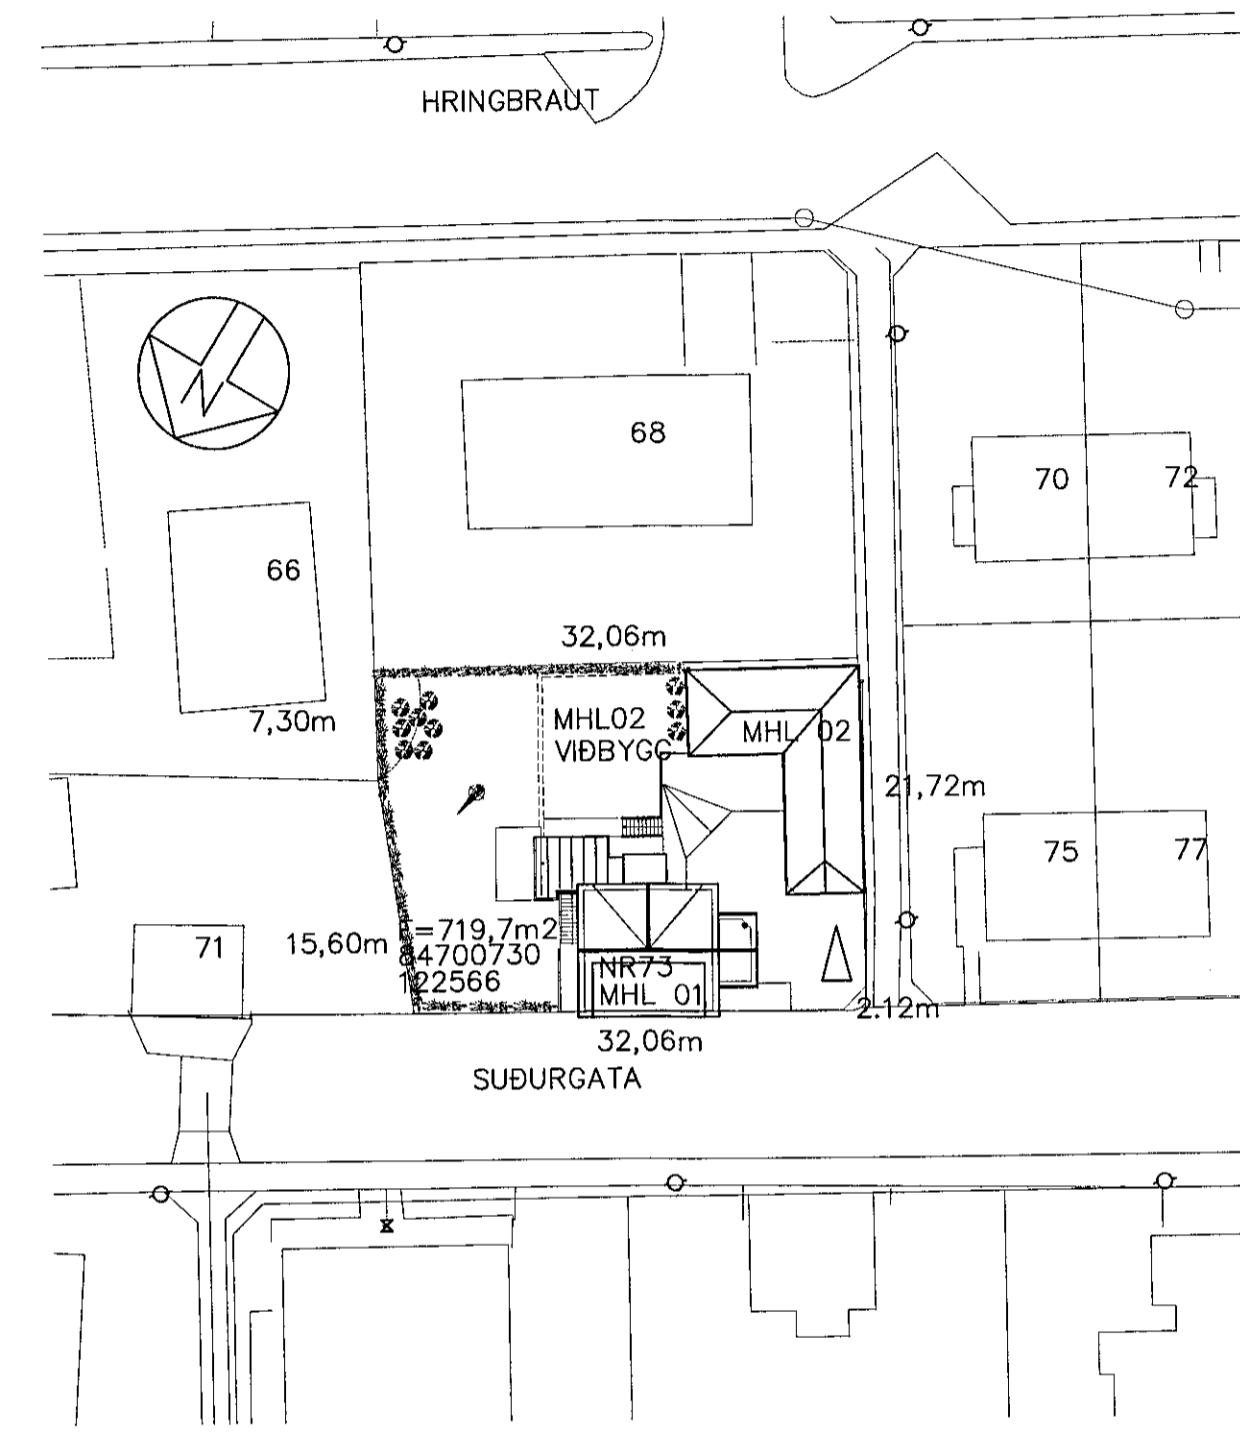 HRINGBRAUT
68
70
72
66
32,06m
7,30m
MHL02
VIÐBYGG
MHL 02
21,72m
75
77
71
15,60m
=719,7m2
4700730
122566
NR73
MHL 01
2.12m
32,06m
SUÐURGATA